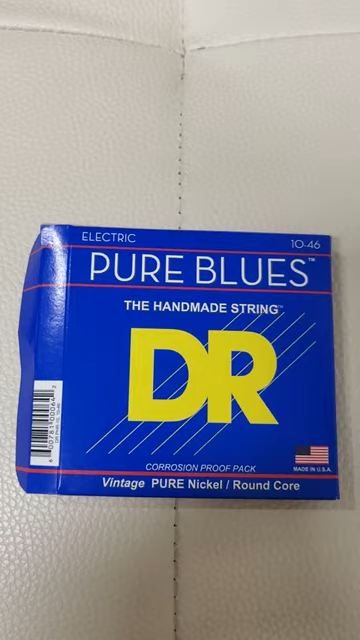 ELECTRIC
10-46
PURE BLUES™
THE HANDMADE STRING™
DR
CORROSION PROOF PACK
MADE IN U.S.A.
Vintage PURE Nickel / Round Core